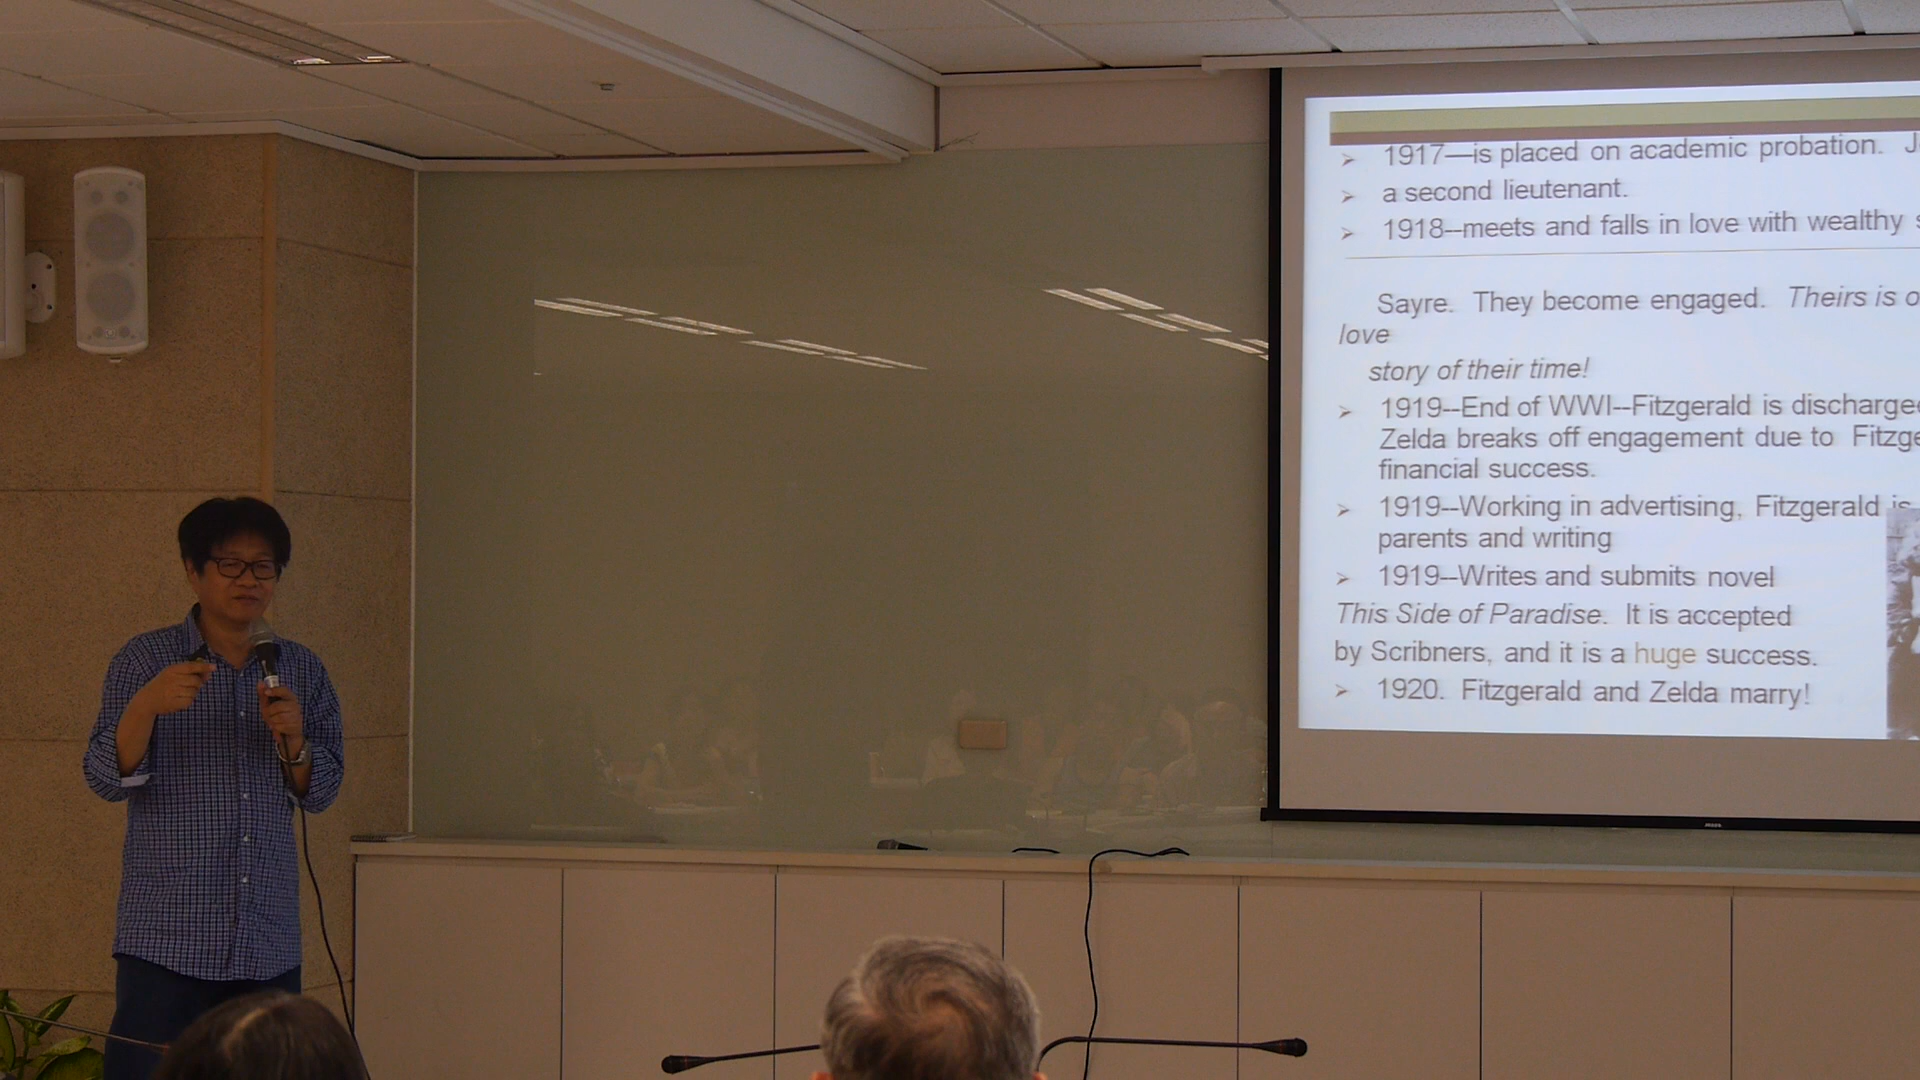 ➢ 1917—is placed on academic probation.
➢ a second lieutenant.
➢ 1918--meets and falls in love with wealthy
Sayre. They become engaged. Theirs is
love
story of their time!
➢ 1919--End of WWI--Fitzgerald is
Zelda breaks off engagement due to
financial success.
➢ 1919--Working in advertising, Fitzgerald is
parents and writing
➢ 1919--Writes and submits novel
This Side of Paradise. It is accepted
by Scribners, and it is a huge success.
➢ 1920. Fitzgerald and Zelda marry!